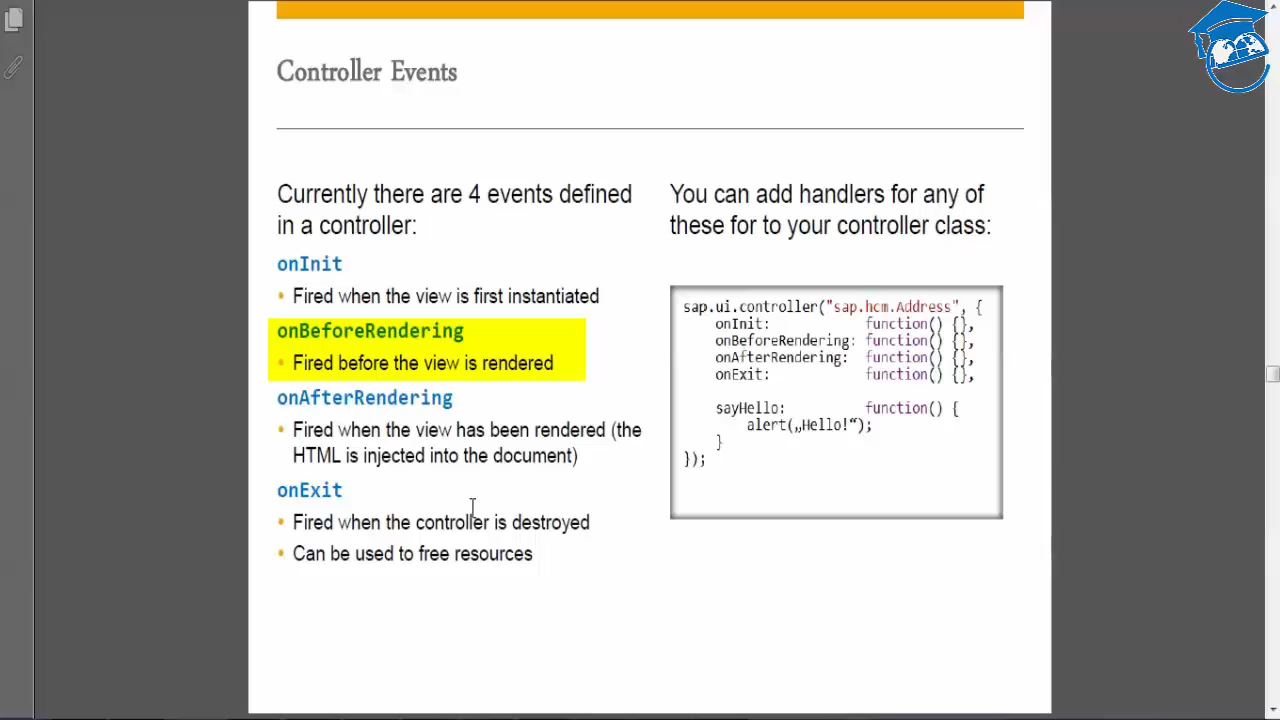 Controller Events
Currently there are 4 events defined
in a controller:
onInit
• Fired when the view is first instantiated
onBeforeRendering
• Fired before the view is rendered
onAfterRendering
• Fired when the view has been rendered (the
HTML is injected into the document)
onExit
• Fired when the controller is destroyed
• Can be used to free resources
You can add handlers for any of
these for to your controller class:
sap.ui.controller("sap.hcm.Address", {
onInit: function() {},
onBeforeRendering: function() {},
onAfterRendering: function() {},
onExit: function() {},
sayHello: function() {
alert(„Hello!“);
}
});